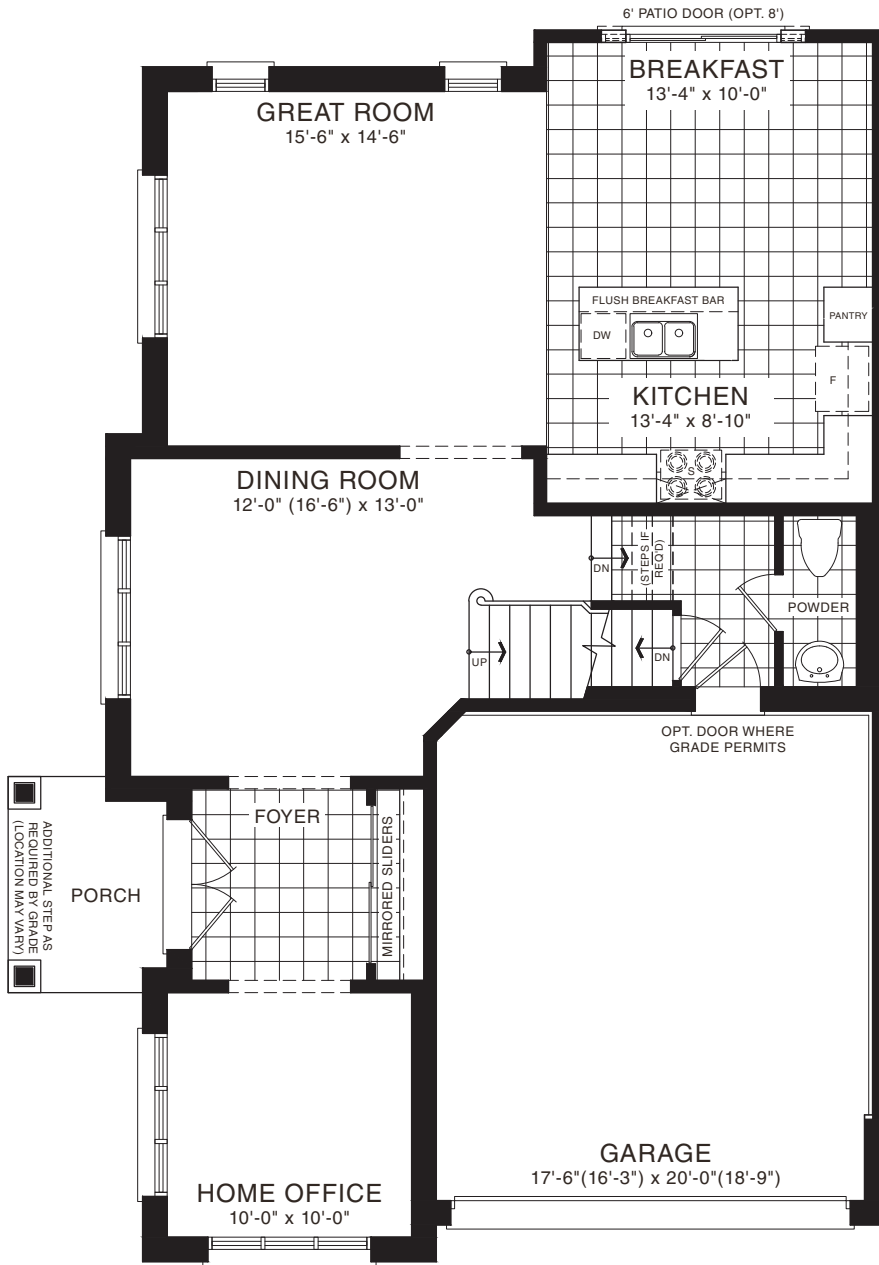 6' PATIO DOOR (OPT. 8')
BREAKFAST
13'-4" x 10'-0"
GREAT ROOM
15'-6" x 14'-6"
FLUSH BREAKFAST BAR
DW
PANTRY
F
KITCHEN
13'-4" x 8'-10"
S
DINING ROOM
12'-0" (16'-6") x 13'-0"
DN
(STEPS IF
REQ'D)
POWDER
UP
DN
OPT. DOOR WHERE
GRADE PERMITS
FOYER
MIRRORED SLIDERS
PORCH
ADDITIONAL STEP AS
REQUIRED BY GRADE
(LOCATION MAY VARY)
GARAGE
17'-6"(16'-3") x 20'-0"(18'-9")
HOME OFFICE
10'-0" x 10'-0"